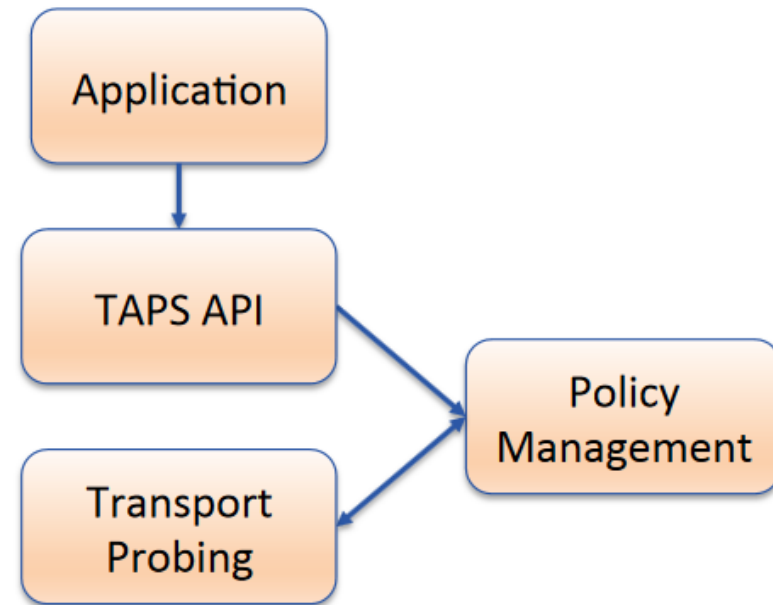 Application
TAPS API
Policy
Management
Transport
Probing